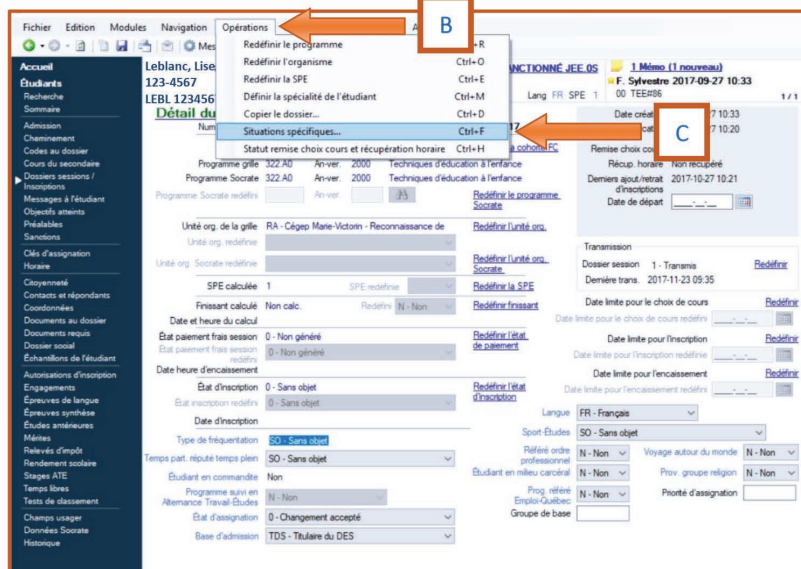 Fichier Edition Modules Navigation Opérations A
B
Mes
Redéfinir le programme Ctrl+R
Redéfinir l'organisme Ctrl+O
Redéfinir la SPE Ctrl+E
Définir la spécialité de l'étudiant Ctrl+M
Copier le dossier... Ctrl+D
Situations spécifiques... Ctrl+F
Statut remise choix cours et récupération horaire Ctrl+H
C
Accueil
Étudiants
Recherche
Sommaire
Admission
Cheminement
Codes au dossier
Cours du secondaire
Dossiers sessions /
Inscriptions
Messages à l'étudiant
Objectifs atteints
Préalables
Sanctions
Clés d'assignation
Horaire
Citoyenneté
Contacts et répondants
Coordonnées
Documents au dossier
Documents requis
Dossier social
Échantillons de l'étudiant
Autorisations d'inscription
Engagements
Épreuves de langue
Épreuves synthèse
Études antérieures
Mérites
Relevés d'impôt
Rendement scolaire
Stages ATE
Temps libres
Tests de classement
Champs usager
Données Socrate
Historique
Leblanc, Lise
123-4567
LEBL 123456
NCTIONNÉ JEE.0S
Lang FR SPE 1
1 Mémo (1 nouveau)
F. Sylvestre 2017-09-27 10:33
00 TEE#86 1 / 1
Détail du
Num 17
la cohorte FC
Programme grille 322.A0 An-ver. 2000 Techniques d'éducation à l'enfance
Programme Socrate 322.A0 An-ver. 2000 Techniques d'éducation à l'enfance
Programme Socrate redéfini An-ver. Redéfinir le programme
Socrate
Unité org. de la grille RA - Cégep Marie-Victorin - Reconnaissance de Redéfinir l'unité org.
Unité org. redéfinie
Unité org. Socrate redéfinie Redéfinir l'unité org.
Socrate
SPE calculée 1 SPE redéfinie Redéfinir la SPE
Finissant calculé Non calc. Redéfini N - Non Redéfinir finissant
Date et heure du calcul
État paiement frais session 0 - Non généré Redéfinir l'état
de paiement
État paiement frais session
redéfini 0 - Non généré
Date heure d'encaissement
État d'inscription 0 - Sans objet Redéfinir l'état
d'inscription
État inscription redéfini 0 - Sans objet
Date d'inscription
Type de fréquentation SO - Sans objet
Temps part. réputé temps plein SO - Sans objet
Étudiant en commandite Non
Programme suivi en
Alternance Travail-Études N - Non
État d'assignation 0 - Changement accepté
Base d'admission TDS - Titulaire du DES
Date créat 27 10:33
cat 27 10:20
Remise choix cou
Récup. horaire Non récupéré
Derniers ajout/retrait
d'inscriptions 2017-10-27 10:21
Date de départ
Transmission
Dossier session 1 - Transmis Redéfinir
Dernière trans. 2017-11-23 09:35
Date limite pour le choix de cours Redéfinir
Date limite pour le choix de cours redéfini
Date limite pour l'inscription Redéfinir
Date limite pour l'inscription redéfinie
Date limite pour l'encaissement Redéfinir
Date limite pour l'encaissement redéfini
Langue FR - Français
Sport-Études SO - Sans objet
Référé ordre
professionnel N - Non Voyage autour du monde N - Non
Étudiant en milieu carcéral N - Non Prov. groupe religion N - Non
Prog. référé
Emploi-Québec N - Non Priorité d'assignation
Groupe de base